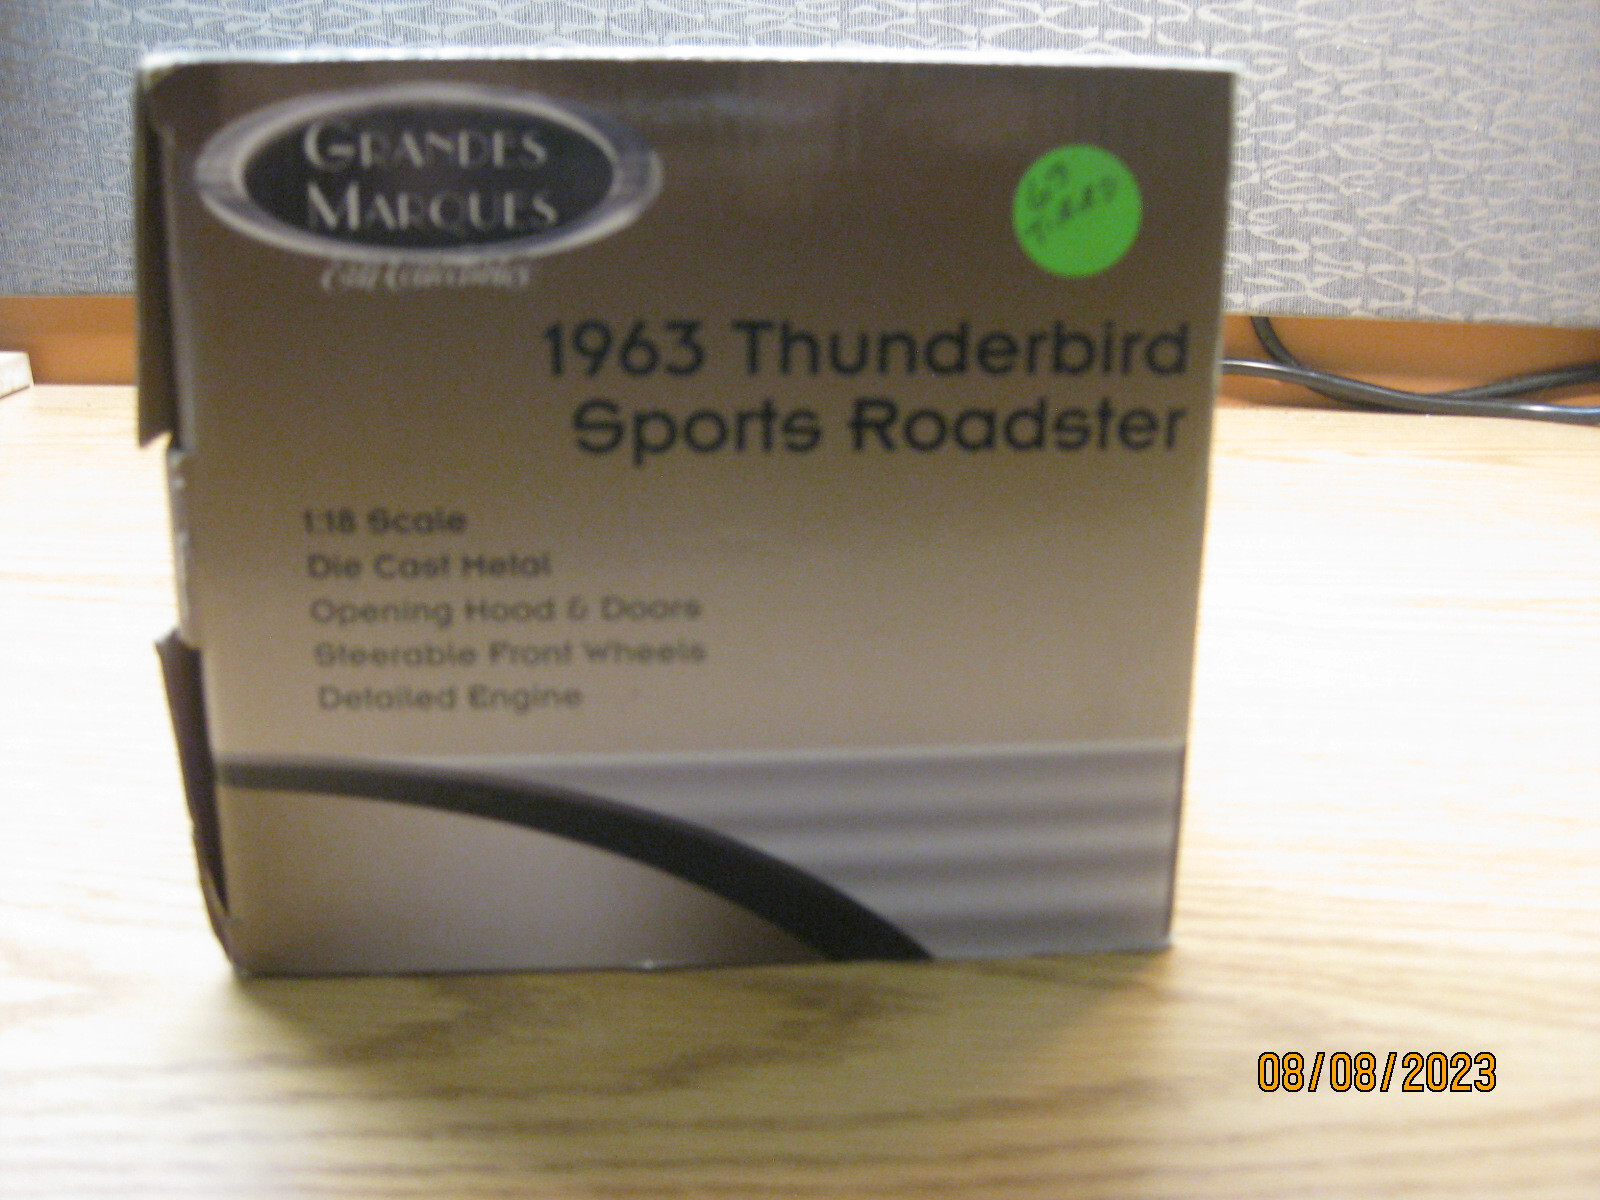 GRANDES
MARQUES
1963 Thunderbird
Sports Roadster
1:18 Scale
Die Cast Metal
Opening Hood & Doors
Steerable Front Wheels
Detailed Engine
08/08/2023